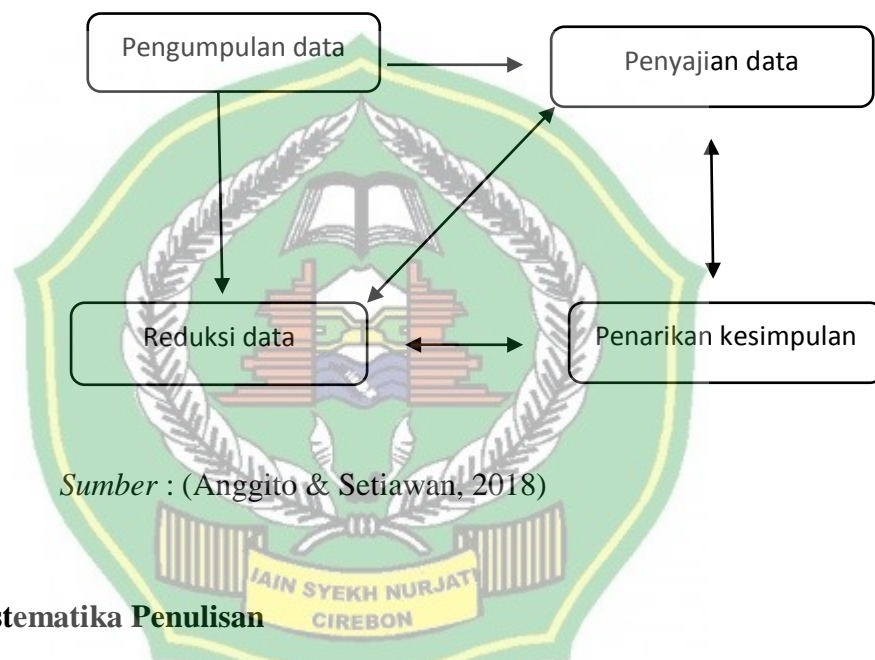 Pengumpulan data
Penyajian data
Reduksi data
Penarikan kesimpulan
Sumber : (Anggito & Setiawan, 2018)
IAIN SYEKH NURJATI
CIREBON
stematika Penulisan